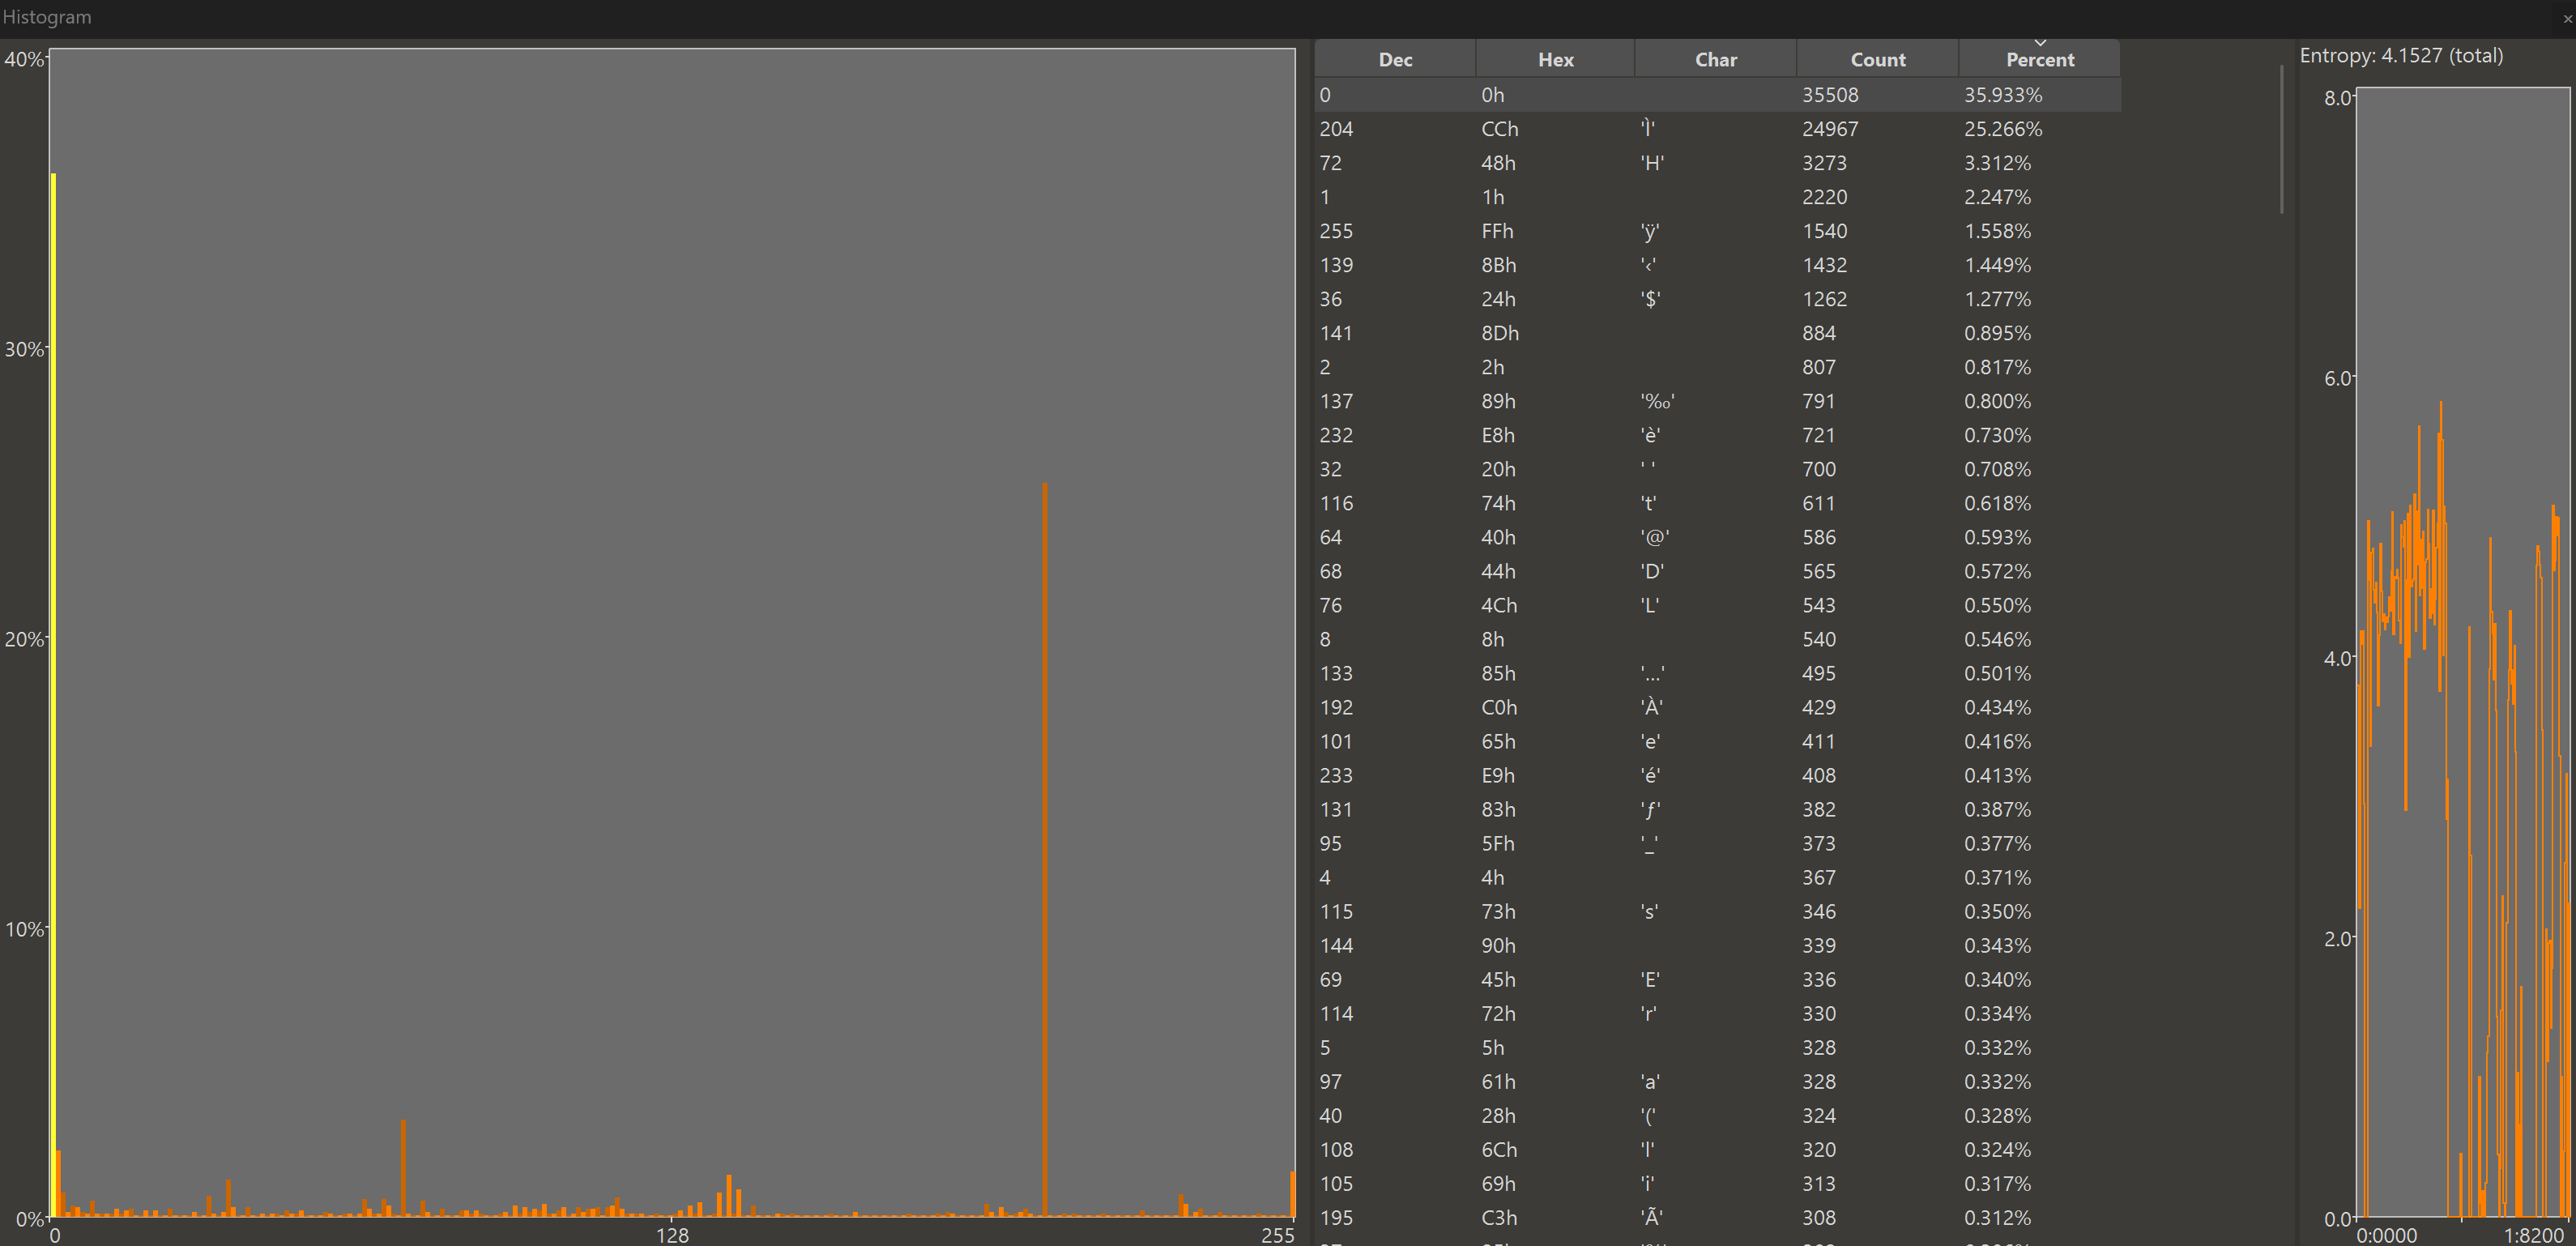 Histogram
×
40%
30%
20%
10%
0%
0 128 255
Dec Hex Char Count Percent
0 0h 35508 35.933%
204 CCh 'Ì' 24967 25.266%
72 48h 'H' 3273 3.312%
1 1h 2220 2.247%
255 FFh 'ÿ' 1540 1.558%
139 8Bh '‹' 1432 1.449%
36 24h '$' 1262 1.277%
141 8Dh 884 0.895%
2 2h 807 0.817%
137 89h '‰' 791 0.800%
232 E8h 'è' 721 0.730%
32 20h ' ' 700 0.708%
116 74h 't' 611 0.618%
64 40h '@' 586 0.593%
68 44h 'D' 565 0.572%
76 4Ch 'L' 543 0.550%
8 8h 540 0.546%
133 85h '…' 495 0.501%
192 C0h 'À' 429 0.434%
101 65h 'e' 411 0.416%
233 E9h 'é' 408 0.413%
131 83h 'ƒ' 382 0.387%
95 5Fh '_' 373 0.377%
4 4h 367 0.371%
115 73h 's' 346 0.350%
144 90h 339 0.343%
69 45h 'E' 336 0.340%
114 72h 'r' 330 0.334%
5 5h 328 0.332%
97 61h 'a' 328 0.332%
40 28h '(' 324 0.328%
108 6Ch 'l' 320 0.324%
105 69h 'i' 313 0.317%
195 C3h 'Ã' 308 0.312%
Entropy: 4.1527 (total)
8.0
6.0
4.0
2.0
0.0
0:0000 1:8200